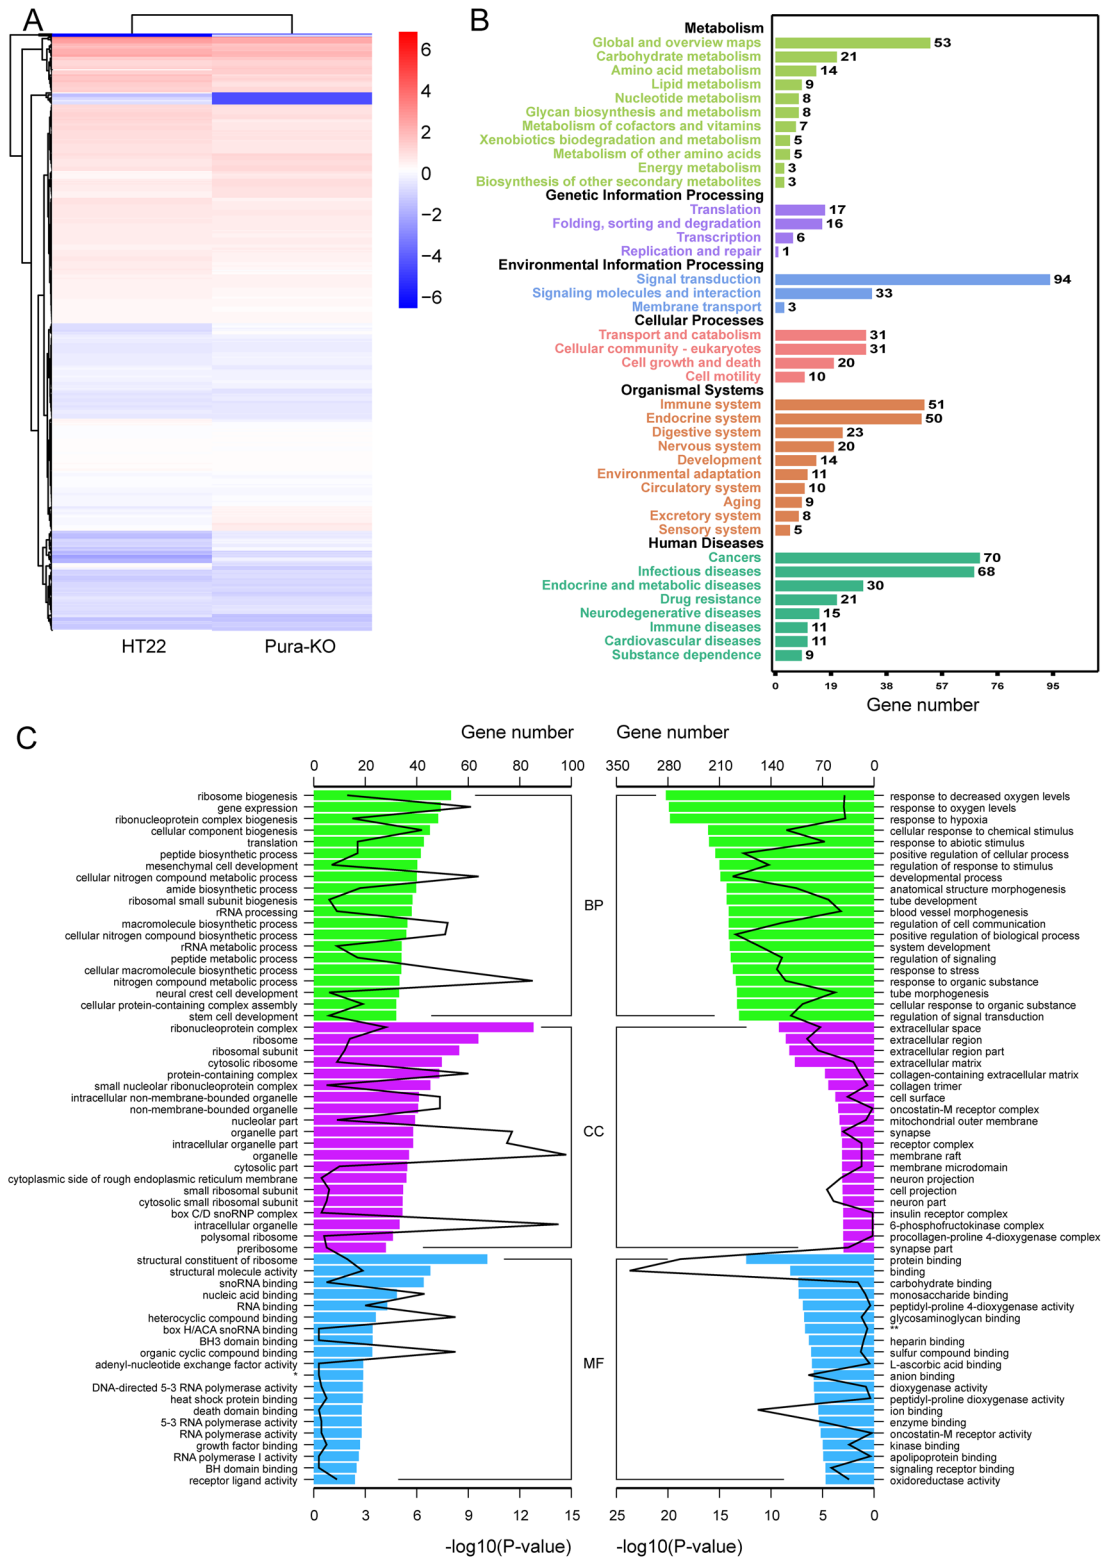 A
6
4
2
0
−2
−4
−6
HT22
Pura-KO
B
Metabolism
Global and overview maps 53
Carbohydrate metabolism 21
Amino acid metabolism 14
Lipid metabolism 9
Nucleotide metabolism 8
Glycan biosynthesis and metabolism 8
Metabolism of cofactors and vitamins 7
Xenobiotics biodegradation and metabolism 5
Metabolism of other amino acids 5
Energy metabolism 3
Biosynthesis of other secondary metabolites 3
Genetic Information Processing
Translation 17
Folding, sorting and degradation 16
Transcription 6
Replication and repair 1
Environmental Information Processing
Signal transduction 94
Signaling molecules and interaction 33
Membrane transport 3
Cellular Processes
Transport and catabolism 31
Cellular community - eukaryotes 31
Cell growth and death 20
Cell motility 10
Organismal Systems
Immune system 51
Endocrine system 50
Digestive system 23
Nervous system 20
Development 14
Environmental adaptation 11
Circulatory system 10
Aging 9
Excretory system 8
Sensory system 5
Human Diseases
Cancers 70
Infectious diseases 68
Endocrine and metabolic diseases 30
Drug resistance 21
Neurodegenerative diseases 15
Immune diseases 11
Cardiovascular diseases 11
Substance dependence 9
0 19 38 57 76 95
Gene number
C
Gene number
0 20 40 60 80 100
ribosome biogenesis
gene expression
ribonucleoprotein complex biogenesis
cellular component biogenesis
translation
peptide biosynthetic process
mesenchymal cell development
cellular nitrogen compound metabolic process
amide biosynthetic process
ribosomal small subunit biogenesis
rRNA processing
macromolecule biosynthetic process
cellular nitrogen compound biosynthetic process
rRNA metabolic process
peptide metabolic process
cellular macromolecule biosynthetic process
nitrogen compound metabolic process
neural crest cell development
cellular protein-containing complex assembly
stem cell development
ribonucleoprotein complex
ribosome
ribosomal subunit
cytosolic ribosome
protein-containing complex
small nucleolar ribonucleoprotein complex
intracellular non-membrane-bounded organelle
non-membrane-bounded organelle
nucleolar part
organelle part
intracellular organelle part
organelle
cytosolic part
cytoplasmic side of rough endoplasmic reticulum membrane
small ribosomal subunit
cytosolic small ribosomal subunit
box C/D snoRNP complex
intracellular organelle
polysomal ribosome
preribosome
structural constituent of ribosome
structural molecule activity
snoRNA binding
nucleic acid binding
RNA binding
heterocyclic compound binding
box H/ACA snoRNA binding
BH3 domain binding
organic cyclic compound binding
adenyl-nucleotide exchange factor activity
*
DNA-directed 5-3 RNA polymerase activity
heat shock protein binding
death domain binding
5-3 RNA polymerase activity
RNA polymerase activity
growth factor binding
RNA polymerase I activity
BH domain binding
receptor ligand activity
0 3 6 9 12 15
-log10(P-value)
BP
CC
MF
Gene number
350 280 210 140 70 0
response to decreased oxygen levels
response to oxygen levels
response to hypoxia
cellular response to chemical stimulus
response to abiotic stimulus
positive regulation of cellular process
regulation of response to stimulus
developmental process
anatomical structure morphogenesis
tube development
blood vessel morphogenesis
regulation of cell communication
positive regulation of biological process
system development
regulation of signaling
response to stress
response to organic substance
tube morphogenesis
cellular response to organic substance
regulation of signal transduction
extracellular space
extracellular region
extracellular region part
extracellular matrix
collagen-containing extracellular matrix
collagen trimer
cell surface
oncostatin-M receptor complex
mitochondrial outer membrane
synapse
receptor complex
membrane raft
membrane microdomain
neuron projection
cell projection
neuron part
insulin receptor complex
6-phosphofructokinase complex
procollagen-proline 4-dioxygenase complex
synapse part
protein binding
binding
carbohydrate binding
monosaccharide binding
peptidyl-proline 4-dioxygenase activity
glycosaminoglycan binding
**
heparin binding
sulfur compound binding
L-ascorbic acid binding
anion binding
dioxygenase activity
peptidyl-proline dioxygenase activity
ion binding
enzyme binding
oncostatin-M receptor activity
kinase binding
apolipoprotein binding
signaling receptor binding
oxidoreductase activity
25 20 15 10 5 0
-log10(P-value)